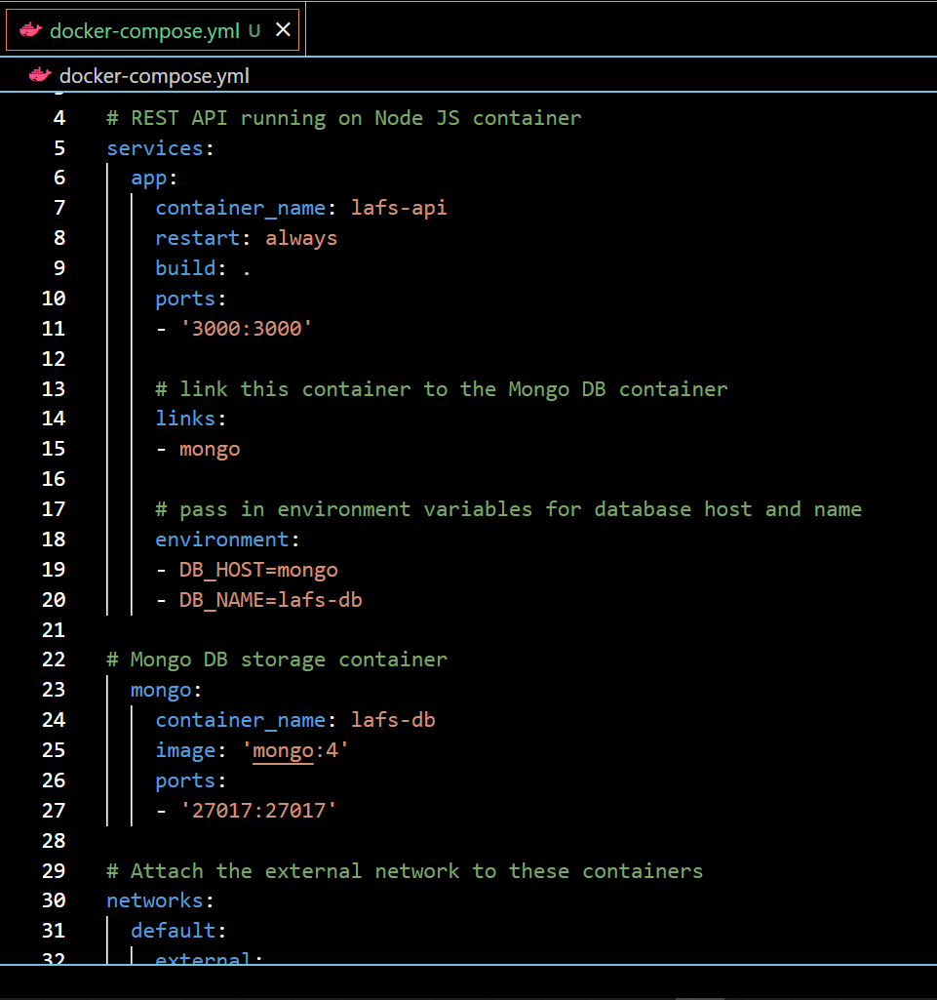 docker-compose.yml U ×
docker-compose.yml
4 # REST API running on Node JS container
5 services:
6 app:
7 container_name: lafs-api
8 restart: always
9 build: .
10 ports:
11 - '3000:3000'
12
13 # link this container to the Mongo DB container
14 links:
15 - mongo
16
17 # pass in environment variables for database host and name
18 environment:
19 - DB_HOST=mongo
20 - DB_NAME=lafs-db
21
22 # Mongo DB storage container
23 mongo:
24 container_name: lafs-db
25 image: 'mongo:4'
26 ports:
27 - '27017:27017'
28
29 # Attach the external network to these containers
30 networks:
31 default:
32 external: